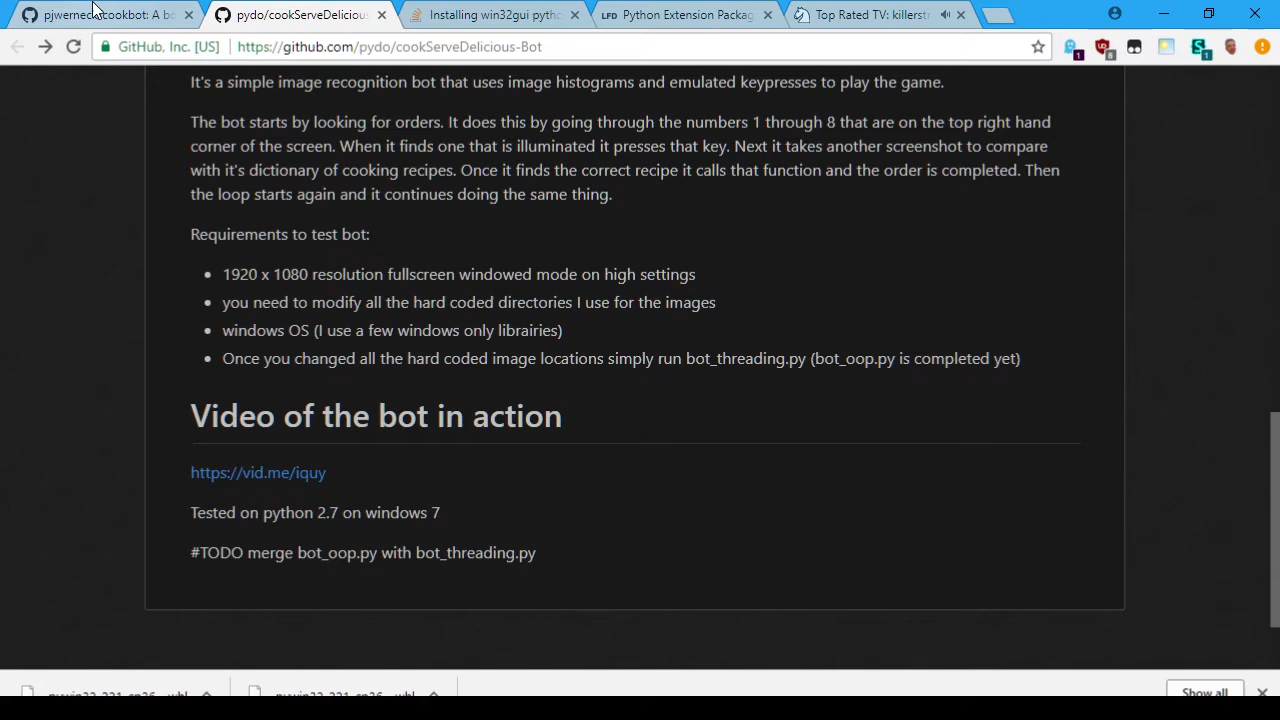 pjwerneck/cookbot: A bo
pydo/cookServeDelicious
Installing win32gui pytho
LFD Python Extension Packag
Top Rated TV: killerstr
GitHub, Inc. [US] https://github.com/pydo/cookServeDelicious-Bot
1 8 1
It's a simple image recognition bot that uses image histograms and emulated keypresses to play the game.
The bot starts by looking for orders. It does this by going through the numbers 1 through 8 that are on the top right hand
corner of the screen. When it finds one that is illuminated it presses that key. Next it takes another screenshot to compare
with it's dictionary of cooking recipes. Once it finds the correct recipe it calls that function and the order is completed. Then
the loop starts again and it continues doing the same thing.
Requirements to test bot:
1920 x 1080 resolution fullscreen windowed mode on high settings
you need to modify all the hard coded directories I use for the images
windows OS (I use a few windows only librairies)
Once you changed all the hard coded image locations simply run bot_threading.py (bot_oop.py is completed yet)
Video of the bot in action
https://vid.me/iquy
Tested on python 2.7 on windows 7
#TODO merge bot_oop.py with bot_threading.py
Show all